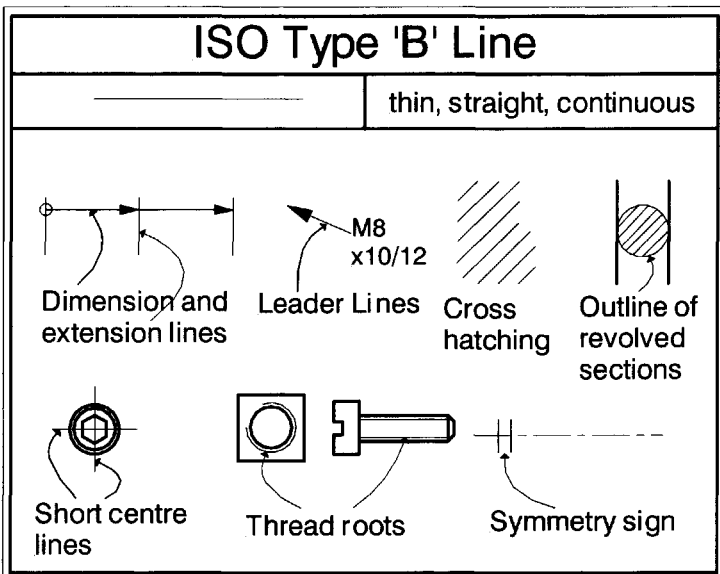 ISO Type 'B' Line
thin, straight, continuous
M8
x10/12
Dimension and
extension lines
Leader Lines
Cross
hatching
Outline of
revolved
sections
Short centre
lines
Thread roots
Symmetry sign